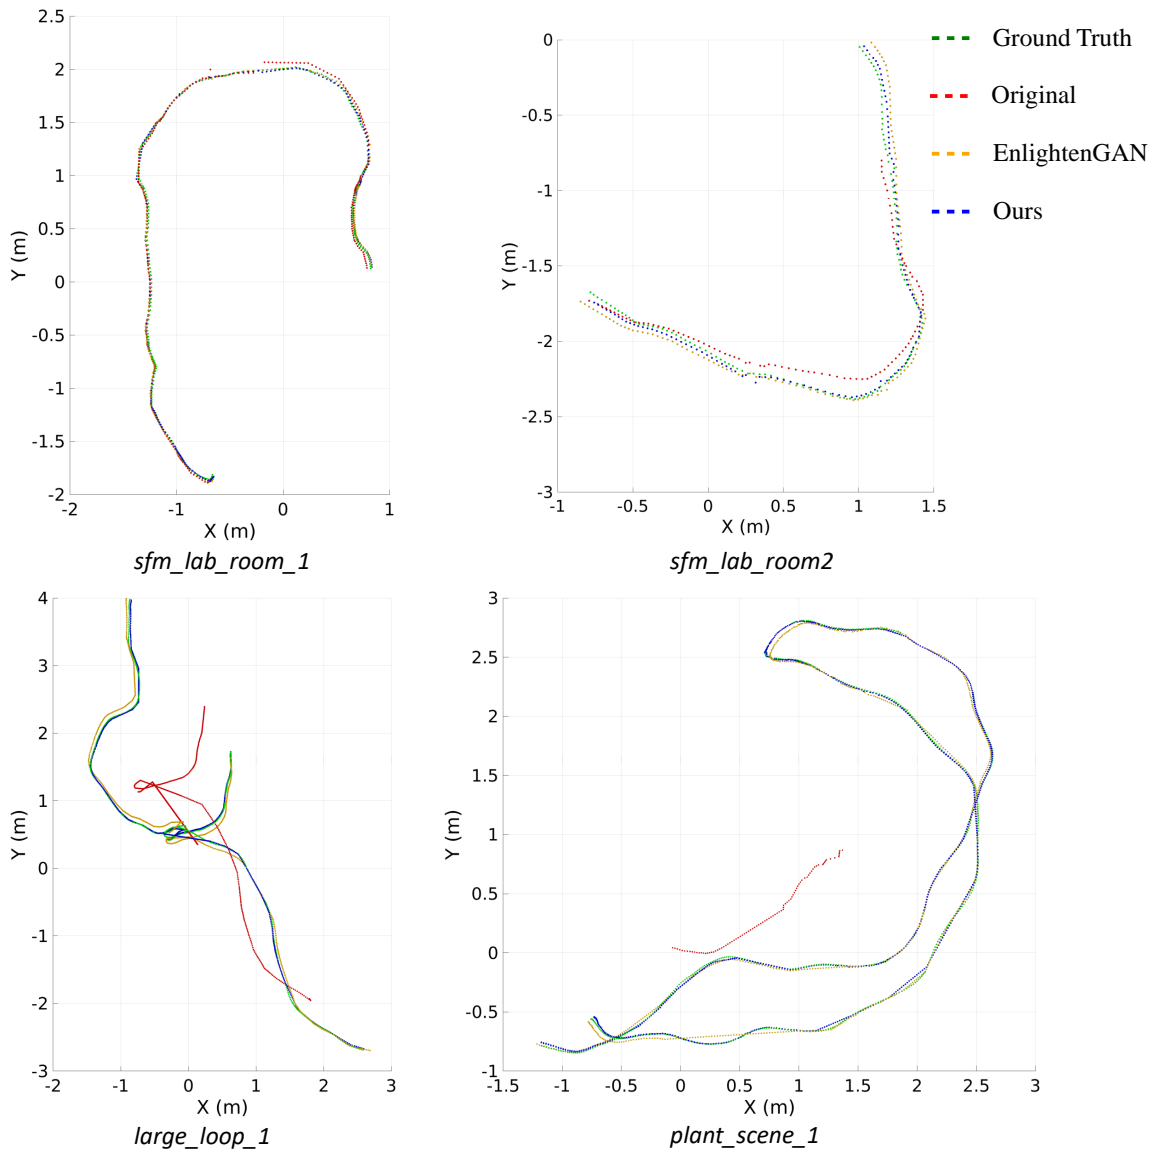 2.5
2
1.5
1
0.5
0
-0.5
-1
-1.5
-2
-2 -1 0 1
Y (m)
X (m)
sfm_lab_room_1
0
-0.5
-1
-1.5
-2
-2.5
-3
-1 -0.5 0 0.5 1 1.5
Y (m)
X (m)
sfm_lab_room2
Ground Truth
Original
EnlightenGAN
Ours
4
3
2
1
0
-1
-2
-3
-2 -1 0 1 2 3
Y (m)
X (m)
large_loop_1
3
2.5
2
1.5
1
0.5
0
-0.5
-1
-1.5 -1 -0.5 0 0.5 1 1.5 2 2.5 3
Y (m)
X (m)
plant_scene_1